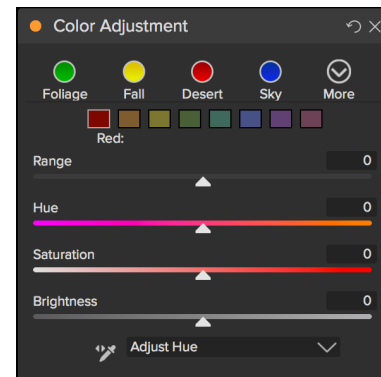 Color Adjustment
Foliage Fall Desert Sky More
Red:
Range 0
Hue 0
Saturation 0
Brightness 0
Adjust Hue